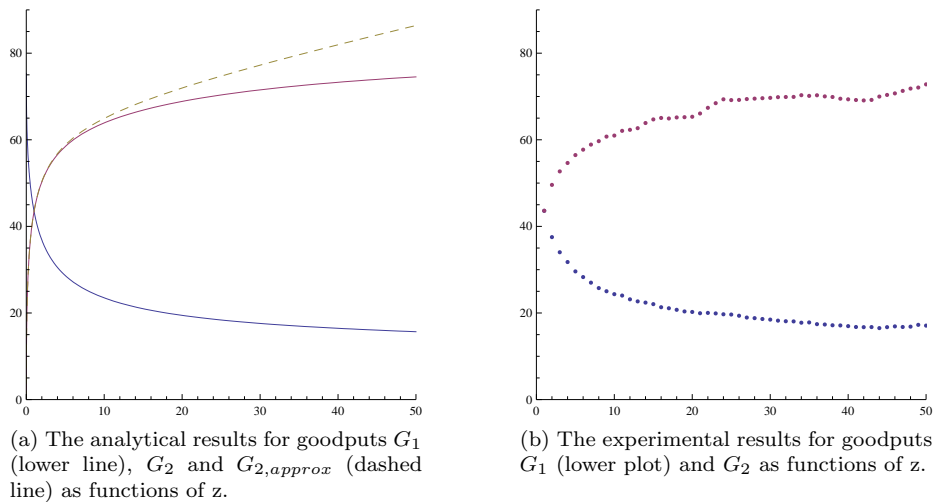 80
60
40
20
0
0 10 20 30 40 50
(a) The analytical results for goodputs G1
(lower line), G2 and G2,approx (dashed
line) as functions of z.
80
60
40
20
0
0 10 20 30 40 50
(b) The experimental results for goodputs
G1 (lower plot) and G2 as functions of z.